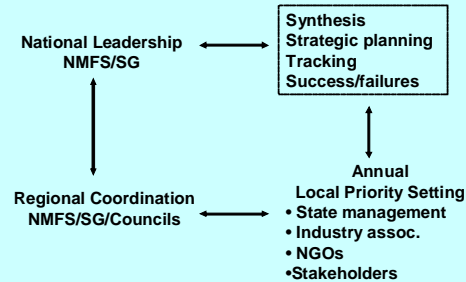 National Leadership
NMFS/SG
Synthesis
Strategic planning
Tracking
Success/failures
Regional Coordination
NMFS/SG/Councils
Annual
Local Priority Setting
• State management
• Industry assoc.
• NGOs
•Stakeholders